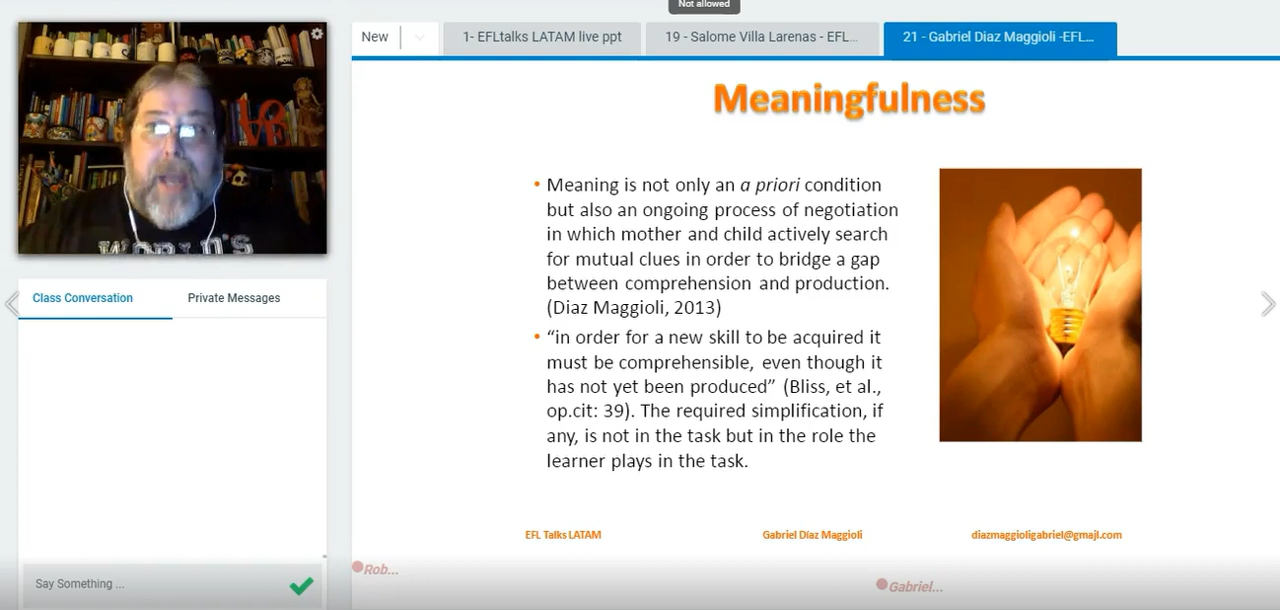 Not allowed
New
1- EFLtalks LATAM live ppt
19 - Salome Villa Larenas - EFL...
21 - Gabriel Diaz Maggioli -EFL...
LOVE
WORLD'S
Class Conversation
Private Messages
Say Something ...
Meaningfulness
• Meaning is not only an a priori condition
but also an ongoing process of negotiation
in which mother and child actively search
for mutual clues in order to bridge a gap
between comprehension and production.
(Diaz Maggioli, 2013)
• “in order for a new skill to be acquired it
must be comprehensible, even though it
has not yet been produced” (Bliss, et al.,
op.cit: 39). The required simplification, if
any, is not in the task but in the role the
learner plays in the task.
EFL Talks LATAM
Gabriel Díaz Maggioli
diazmaggioligabriel@gmajl.com
Rob...
Gabriel...